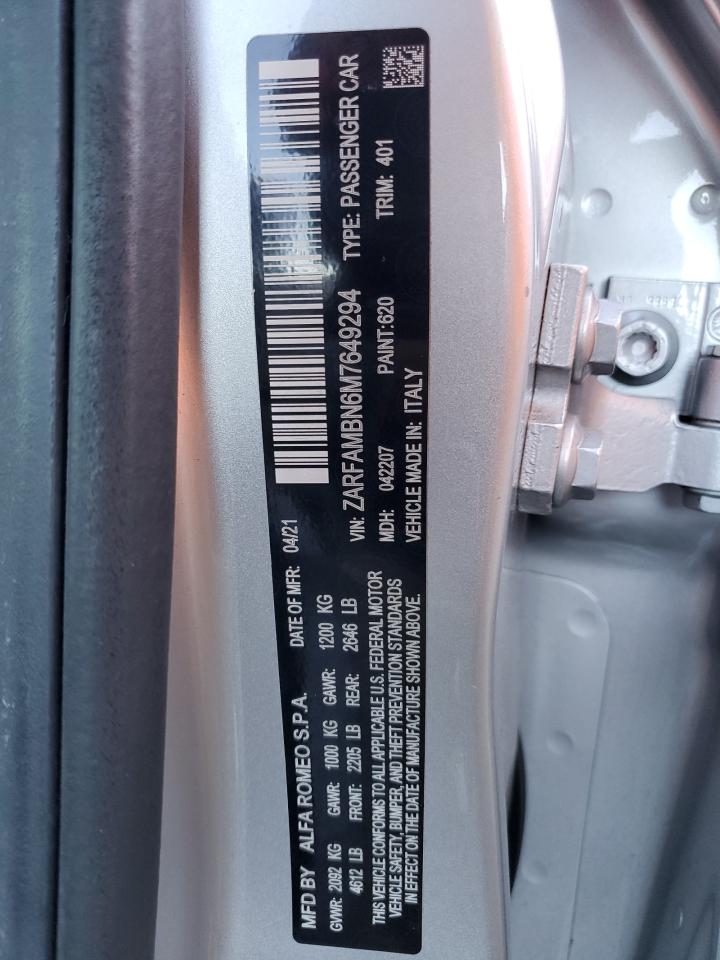 MFD BY ALFA ROMEO S.P.A. DATE OF MFR: 04/21
GVWR: 2092 KG GAWR: 1000 KG GAWR: 1200 KG
4612 LB FRONT: 2205 LB REAR: 2646 LB
THIS VEHICLE CONFORMS TO ALL APPLICABLE U.S. FEDERAL MOTOR
VEHICLE SAFETY, BUMPER, AND THEFT PREVENTION STANDARDS
IN EFFECT ON THE DATE OF MANUFACTURE SHOWN ABOVE.
VIN: ZARFAMBN6M7649294 TYPE: PASSENGER CAR
MDH: 042207 PAINT:620 TRIM: 401
VEHICLE MADE IN: ITALY